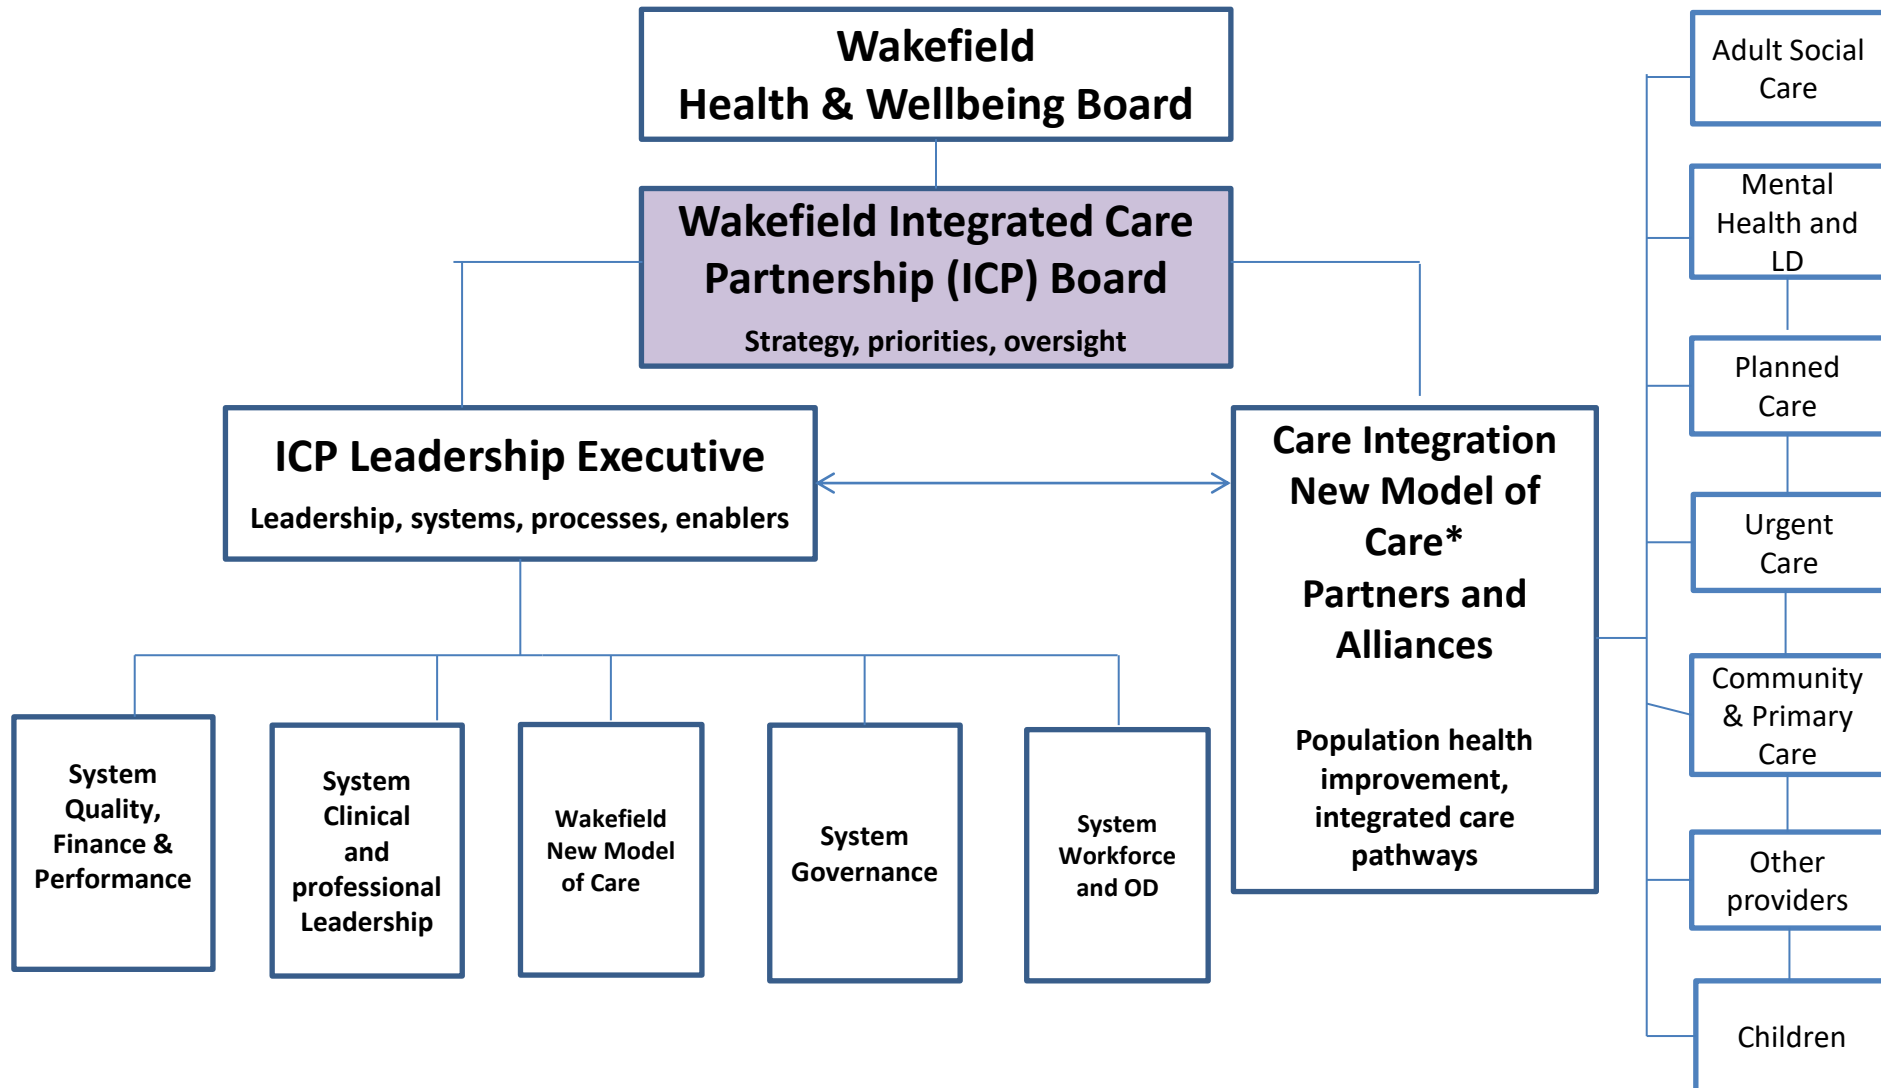 Wakefield
Health & Wellbeing Board
Wakefield Integrated Care
Partnership (ICP) Board
Strategy, priorities, oversight
ICP Leadership Executive
Leadership, systems, processes, enablers
Care Integration
New Model of
Care*
Partners and
Alliances
Population health
improvement,
integrated care
pathways
System
Quality,
Finance &
Performance
System
Clinical
and
professional
Leadership
Wakefield
New Model
of Care
System
Governance
System
Workforce
and OD
Adult Social
Care
Mental
Health and
LD
Planned
Care
Urgent
Care
Community
& Primary
Care
Other
providers
Children